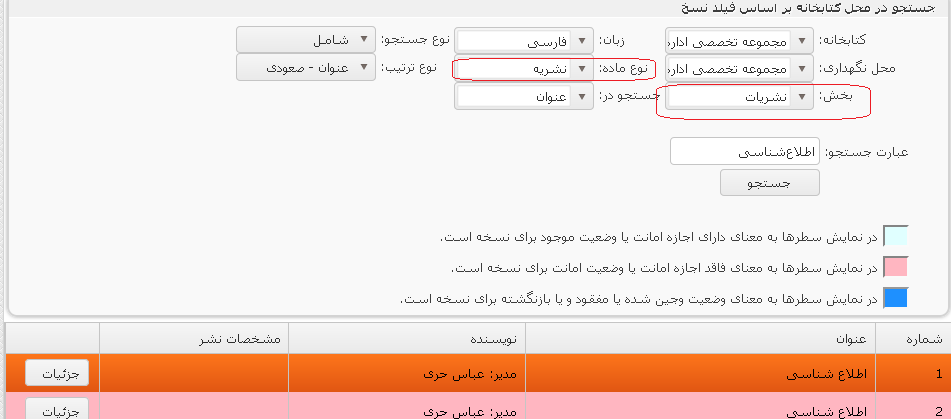 جستجو در محل کتابخانه بر اساس فیلد نسخ
کتابخانه: مجموعه تخصصی اداره زبان: فارسی نوع جستجو: شامل
محل نگهداری: مجموعه تخصصی اداره نوع ماده: نشریه نوع ترتیب: عنوان - صعودی
بخش: نشریات جستجو در: عنوان
عبارت جستجو: اطلاع‌شناسی
جستجو
در نمایش سطرها به معنای دارای اجازه امانت یا وضعیت موجود برای نسخه است.
در نمایش سطرها به معنای فاقد اجازه امانت یا وضعیت امانت برای نسخه است.
در نمایش سطرها به معنای وضعیت وجین شده یا مفقود و یا بازنگشته برای نسخه است.
شماره عنوان نویسنده مشخصات نشر
1 اطلاع شناسی مدیر: عباس حری جزئیات
2 اطلاع شناسی مدیر: عباس حری جزئیات